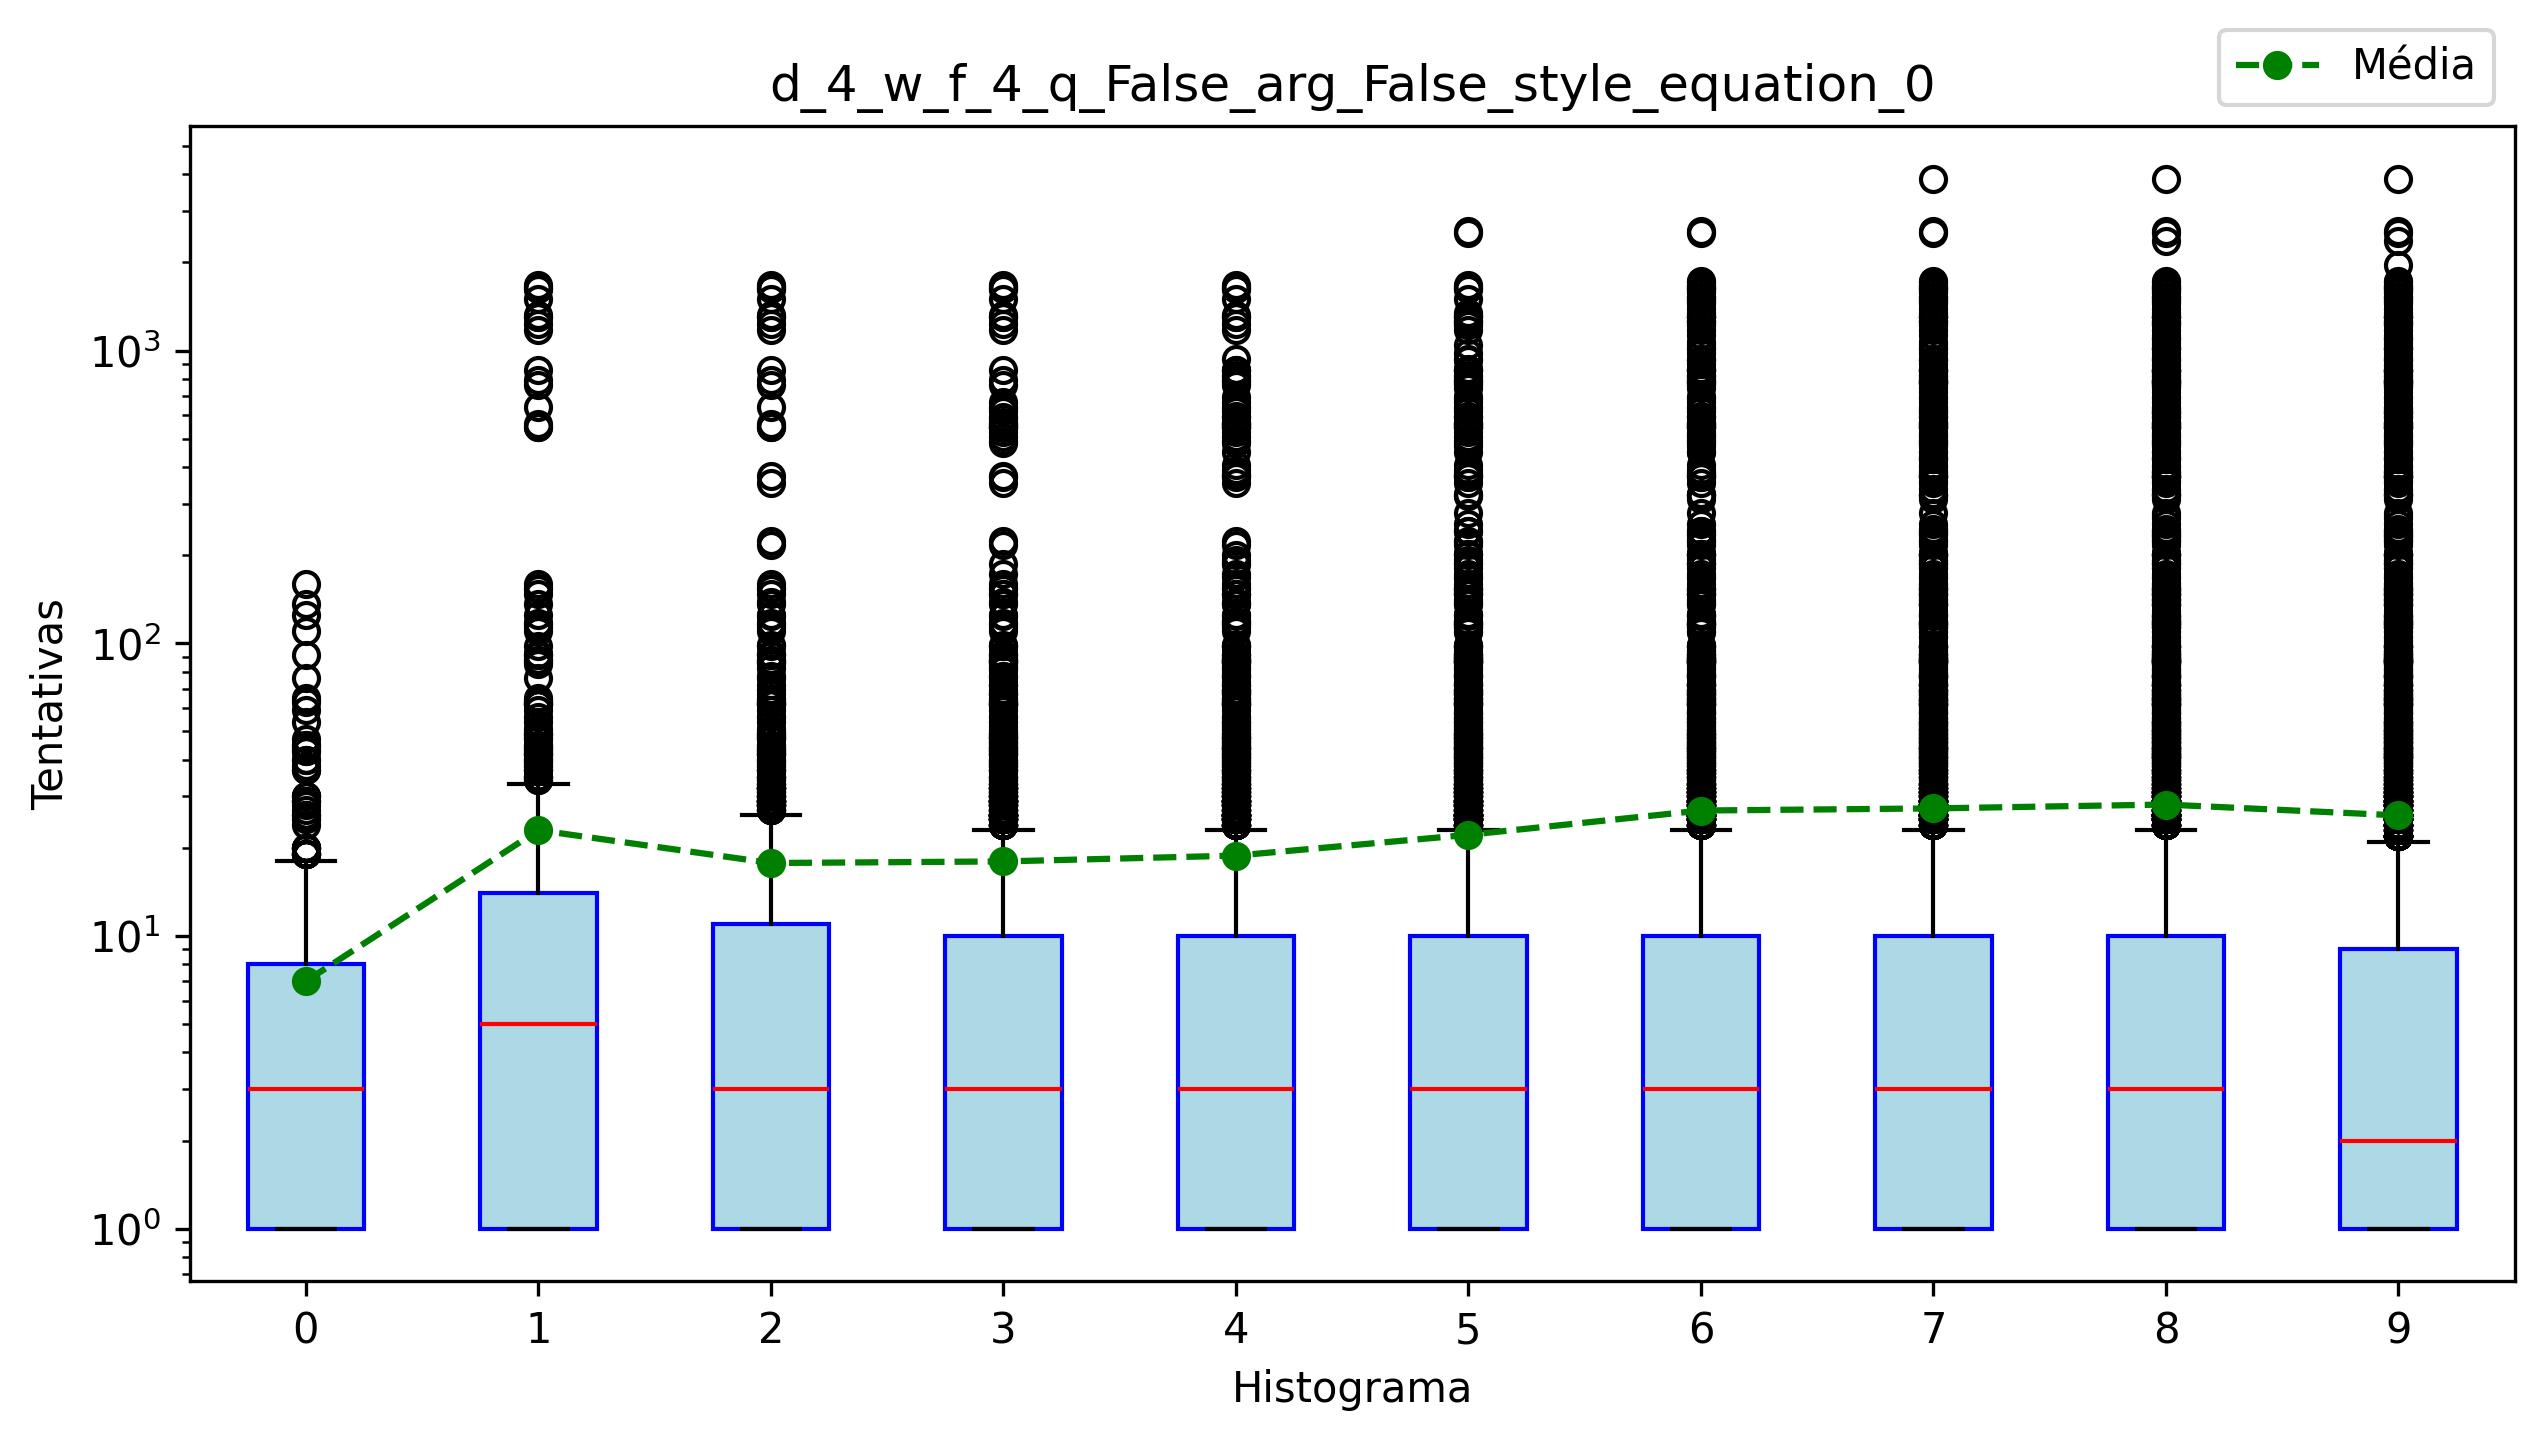 d_4_w_f_4_q_False_arg_False_style_equation_0
Média
Tentativas
10³
10²
10¹
10⁰
0 1 2 3 4 5 6 7 8 9
Histograma